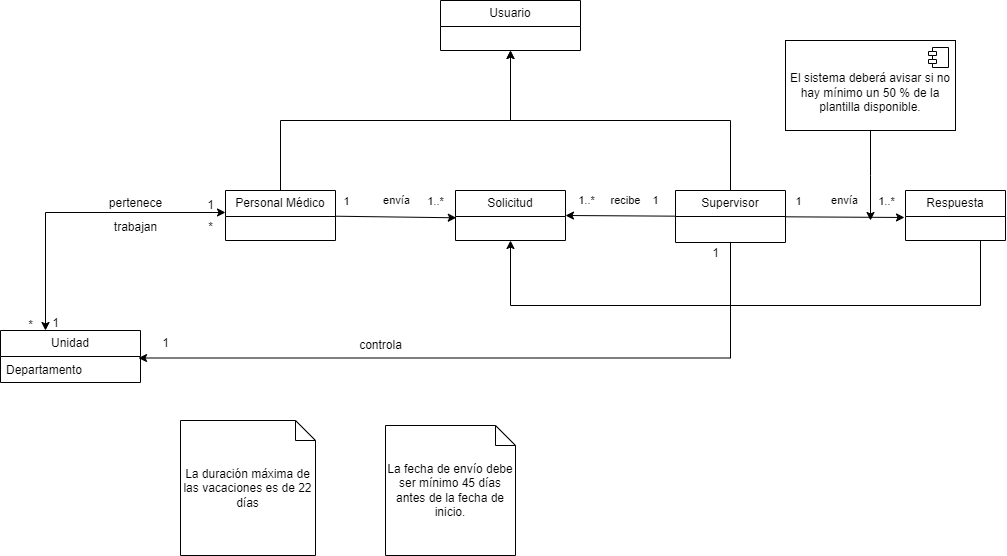 Usuario
El sistema deberá avisar si no
hay mínimo un 50 % de la
plantilla disponible.
pertenece
1
trabajan
*
Personal Médico
1
envía
1..*
Solicitud
1..*
recibe
1
Supervisor
1
1
envía
1..*
Respuesta
*
1
Unidad
Departamento
1
controla
La duración máxima de
las vacaciones es de 22
días
La fecha de envío debe
ser mínimo 45 días
antes de la fecha de
inicio.